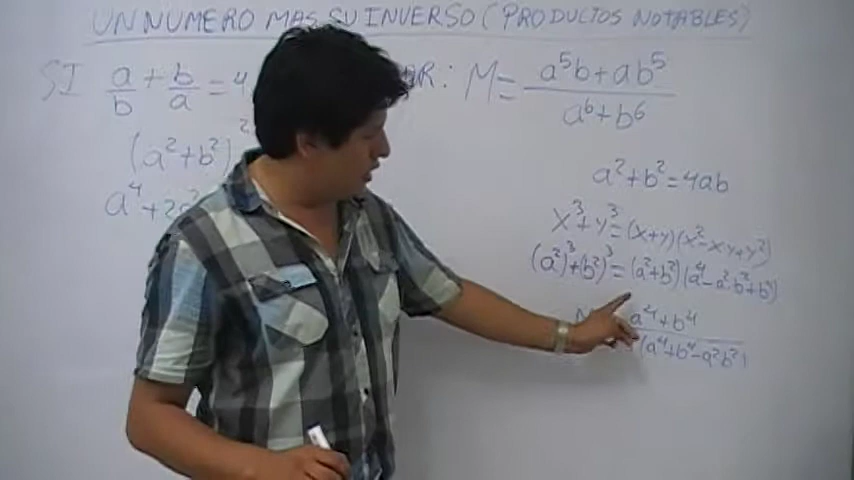 UN NUMERO MAS SU INVERSO (PRODUCTOS NOTABLES)
SI a/b + b/a = 4 AR: M = (a⁵b + ab⁵)/(a⁶ + b⁶)
(a² + b²)²
a² + b² = 4ab
a⁴ + 2a²
x³ + y³ = (x+y)(x² - xy + y²)
(a²)³ + (b²)³ = (a² + b²)(a⁴ - a²b² + b⁴)
a⁴ + b⁴
(a⁴ + b⁴ - a²b²)